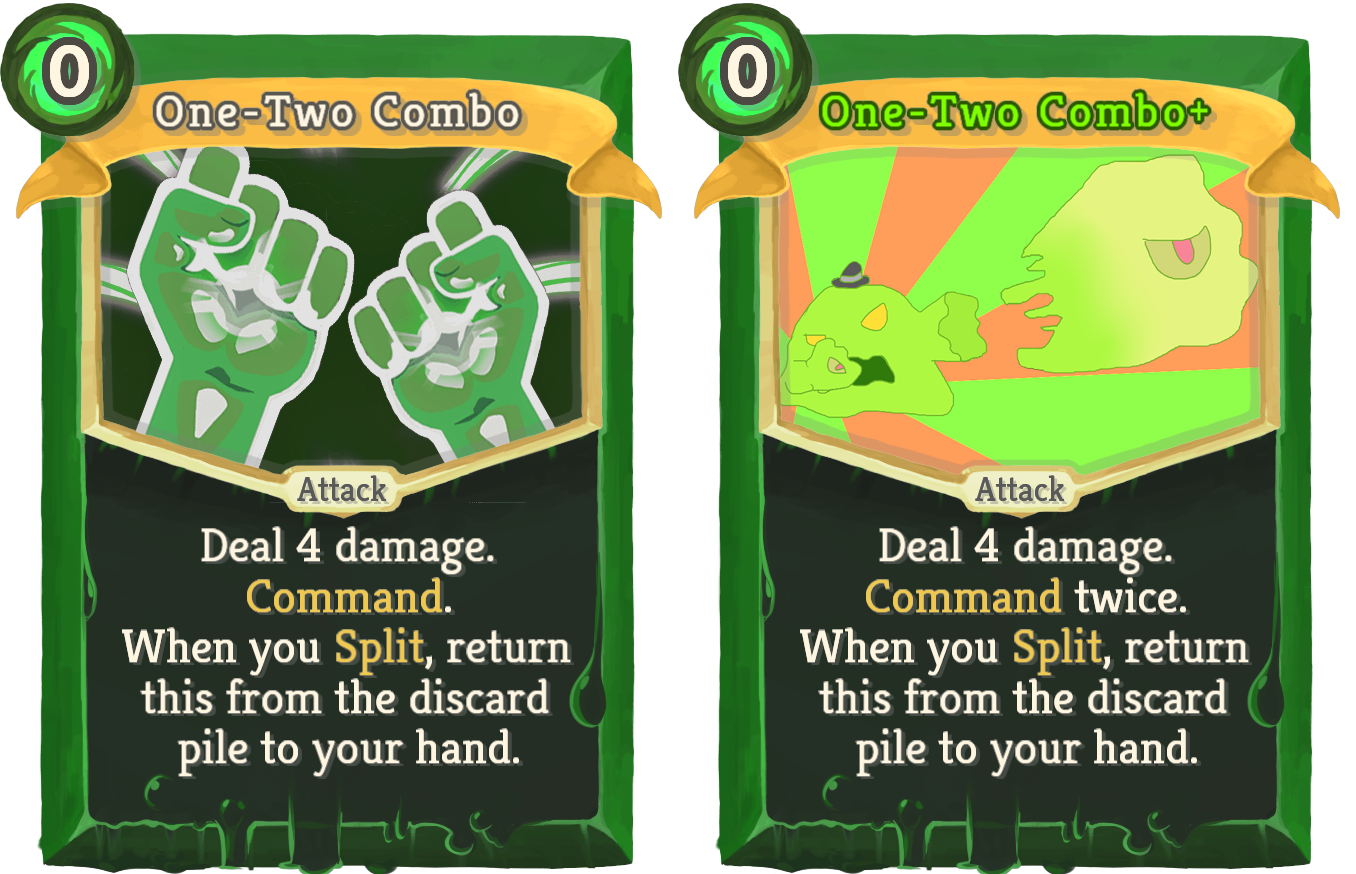 0
One-Two Combo
Attack
Deal 4 damage.
Command.
When you Split, return
this from the discard
pile to your hand.
0
One-Two Combo+
Attack
Deal 4 damage.
Command twice.
When you Split, return
this from the discard
pile to your hand.